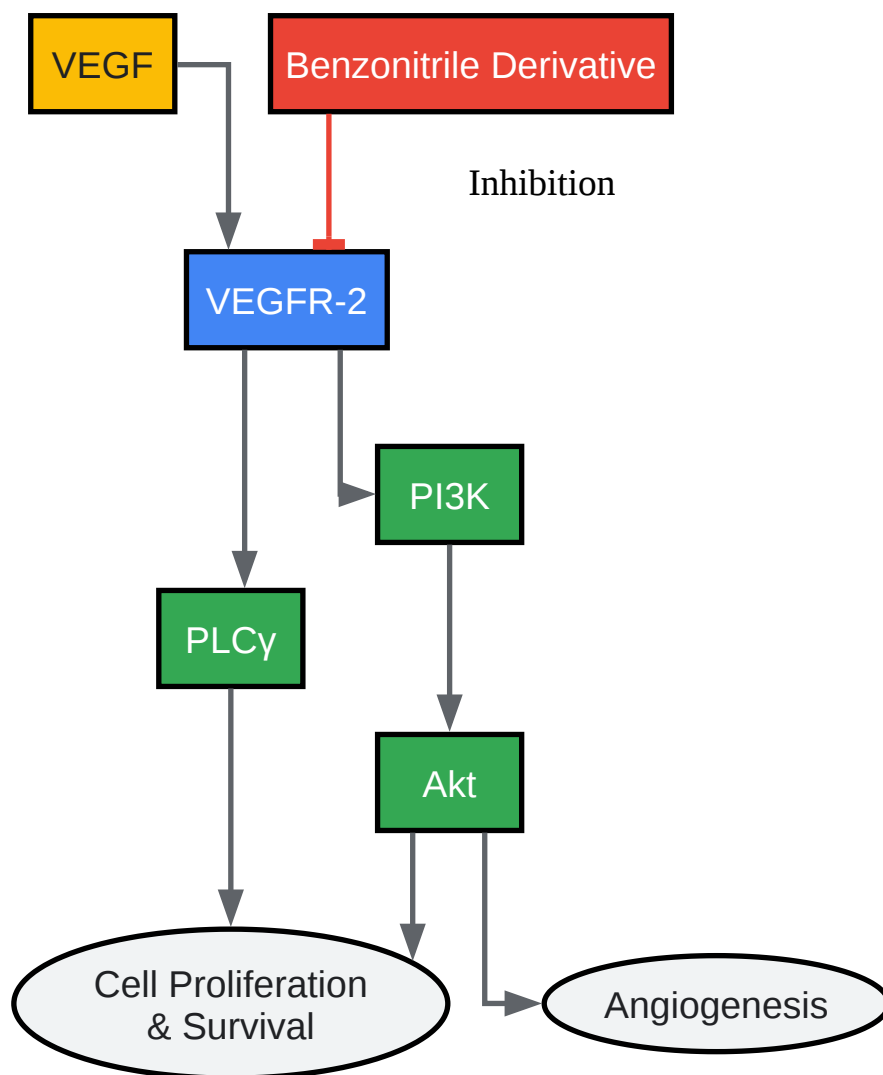 VEGF
Benzonitrile Derivative
Inhibition
VEGFR-2
PI3K
PLCγ
Akt
Cell Proliferation
& Survival
Angiogenesis